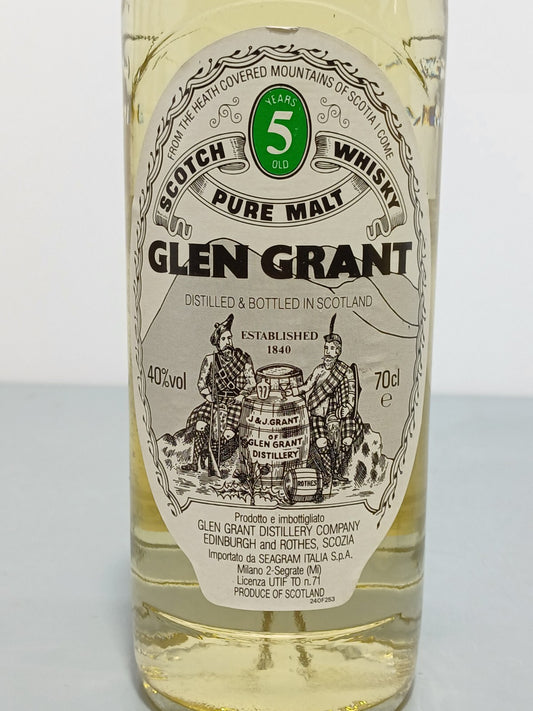 FROM THE HEATH COVERED MOUNTAINS OF SCOTIA I COME
YEARS
5
OLD
SCOTCH WHISKY
PURE MALT
GLEN GRANT
DISTILLED & BOTTLED IN SCOTLAND
ESTABLISHED
1840
40%vol
70cl
e
J & J. GRANT
OF
GLEN GRANT
DISTILLERY
ROTHES
Prodotto e imbottigliato
GLEN GRANT DISTILLERY COMPANY
EDINBURGH and ROTHES, SCOZIA
Importato da SEAGRAM ITALIA S.p.A.
Milano 2-Segrate (Mi)
Licenza UTIF TO n.71
PRODUCE OF SCOTLAND
24OF253